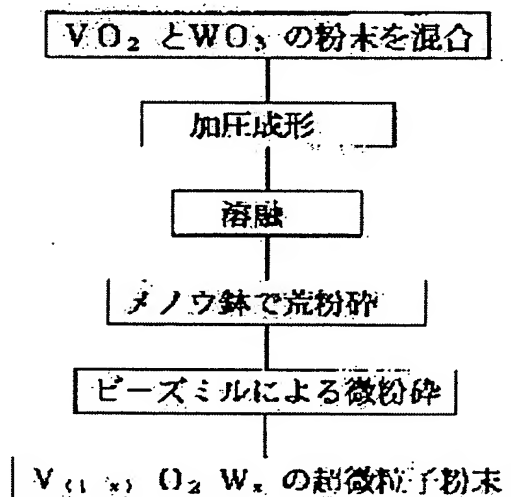 VO₂ とWO₃ の粉末を混合
加圧成形
溶融
メノウ鉢で荒粉砕
ビーズミルによる微粉砕
V₍₁₋ₓ₎ O₂ Wₓ の超微粒子粉末